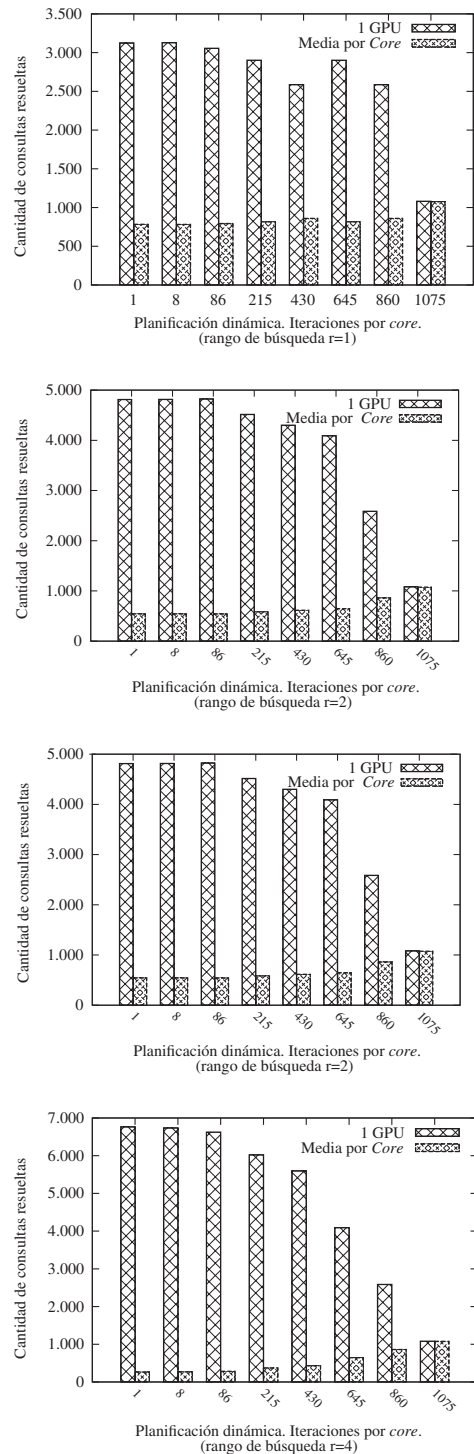 3.500
1 GPU
Media por Core
3.000
2.500
2.000
1.500
1.000
500
0
Cantidad de consultas resueltas
1 8 86 215 430 645 860 1075
Planificación dinámica. Iteraciones por core.
(rango de búsqueda r=1)
5.000
1 GPU
Media por Core
4.000
3.000
2.000
1.000
0
Cantidad de consultas resueltas
1 8 86 215 430 645 860 1075
Planificación dinámica. Iteraciones por core.
(rango de búsqueda r=2)
5.000
1 GPU
Media por Core
4.000
3.000
2.000
1.000
0
Cantidad de consultas resueltas
1 8 86 215 430 645 860 1075
Planificación dinámica. Iteraciones por core.
(rango de búsqueda r=2)
7.000
1 GPU
Media por Core
6.000
5.000
4.000
3.000
2.000
1.000
0
Cantidad de consultas resueltas
1 8 86 215 430 645 860 1075
Planificación dinámica. Iteraciones por core.
(rango de búsqueda r=4)